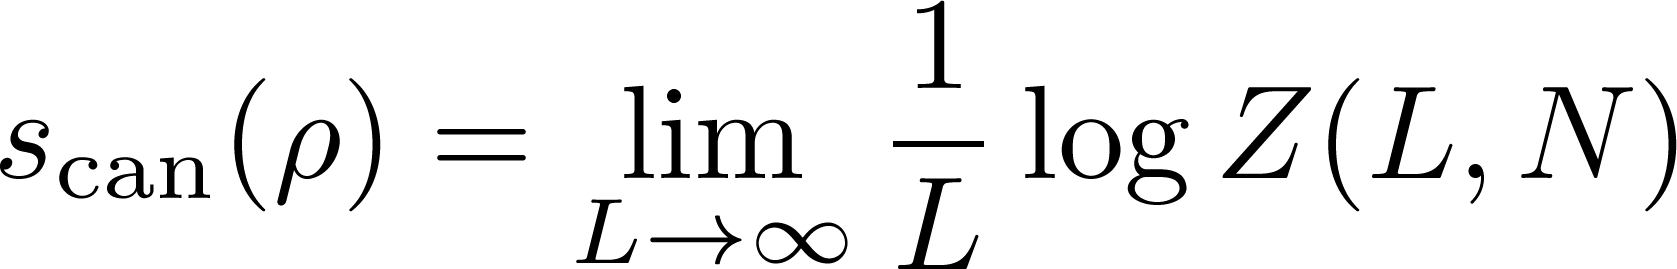 s_can(ρ) = lim_{L→∞} 1/L log Z(L, N)